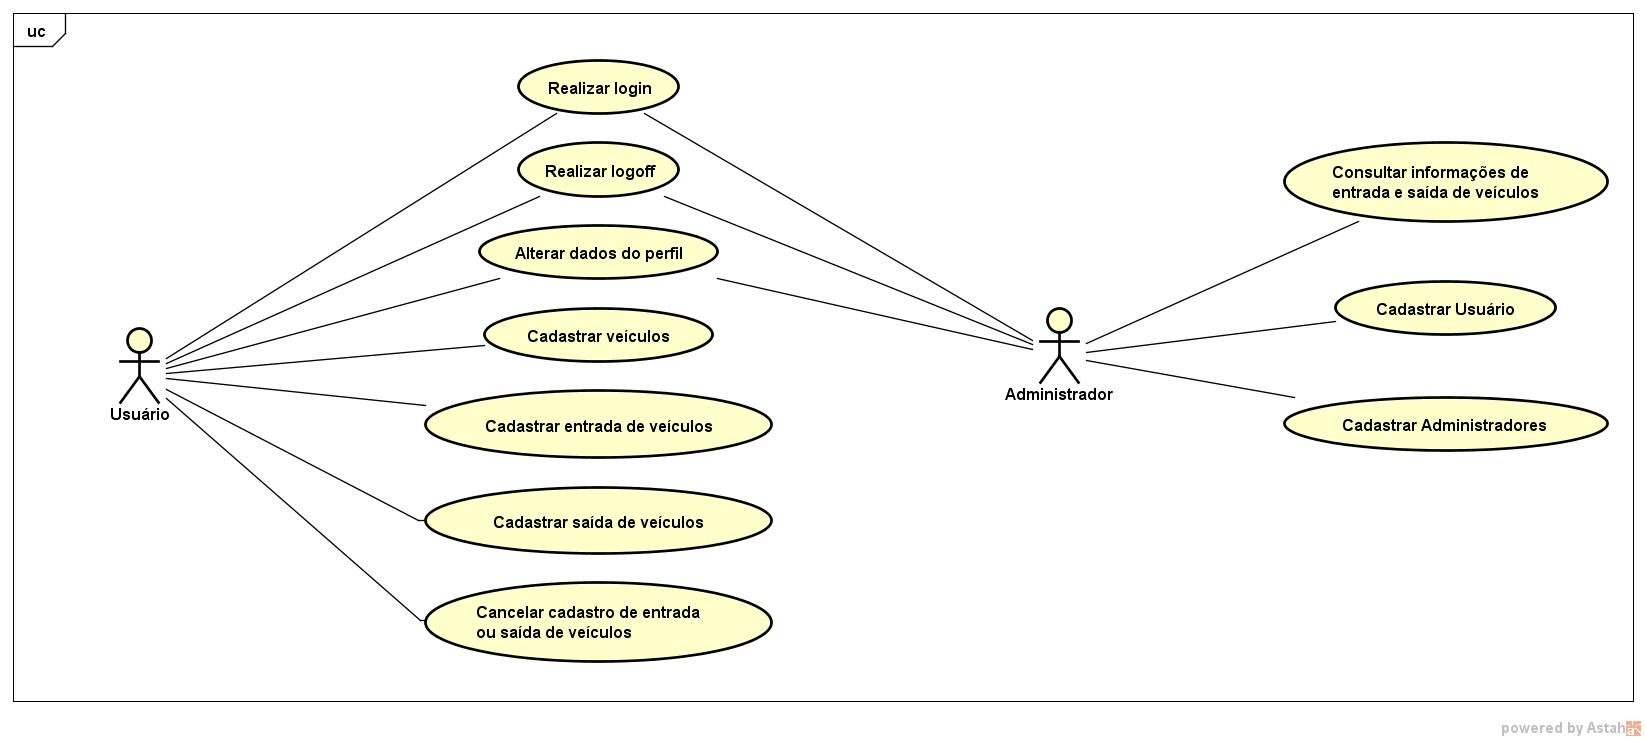 uc
Realizar login
Realizar logoff
Alterar dados do perfil
Cadastrar veículos
Cadastrar entrada de veículos
Cadastrar saída de veículos
Cancelar cadastro de entrada
ou saída de veículos
Usuário
Administrador
Consultar informações de
entrada e saída de veículos
Cadastrar Usuário
Cadastrar Administradores
powered by Astah